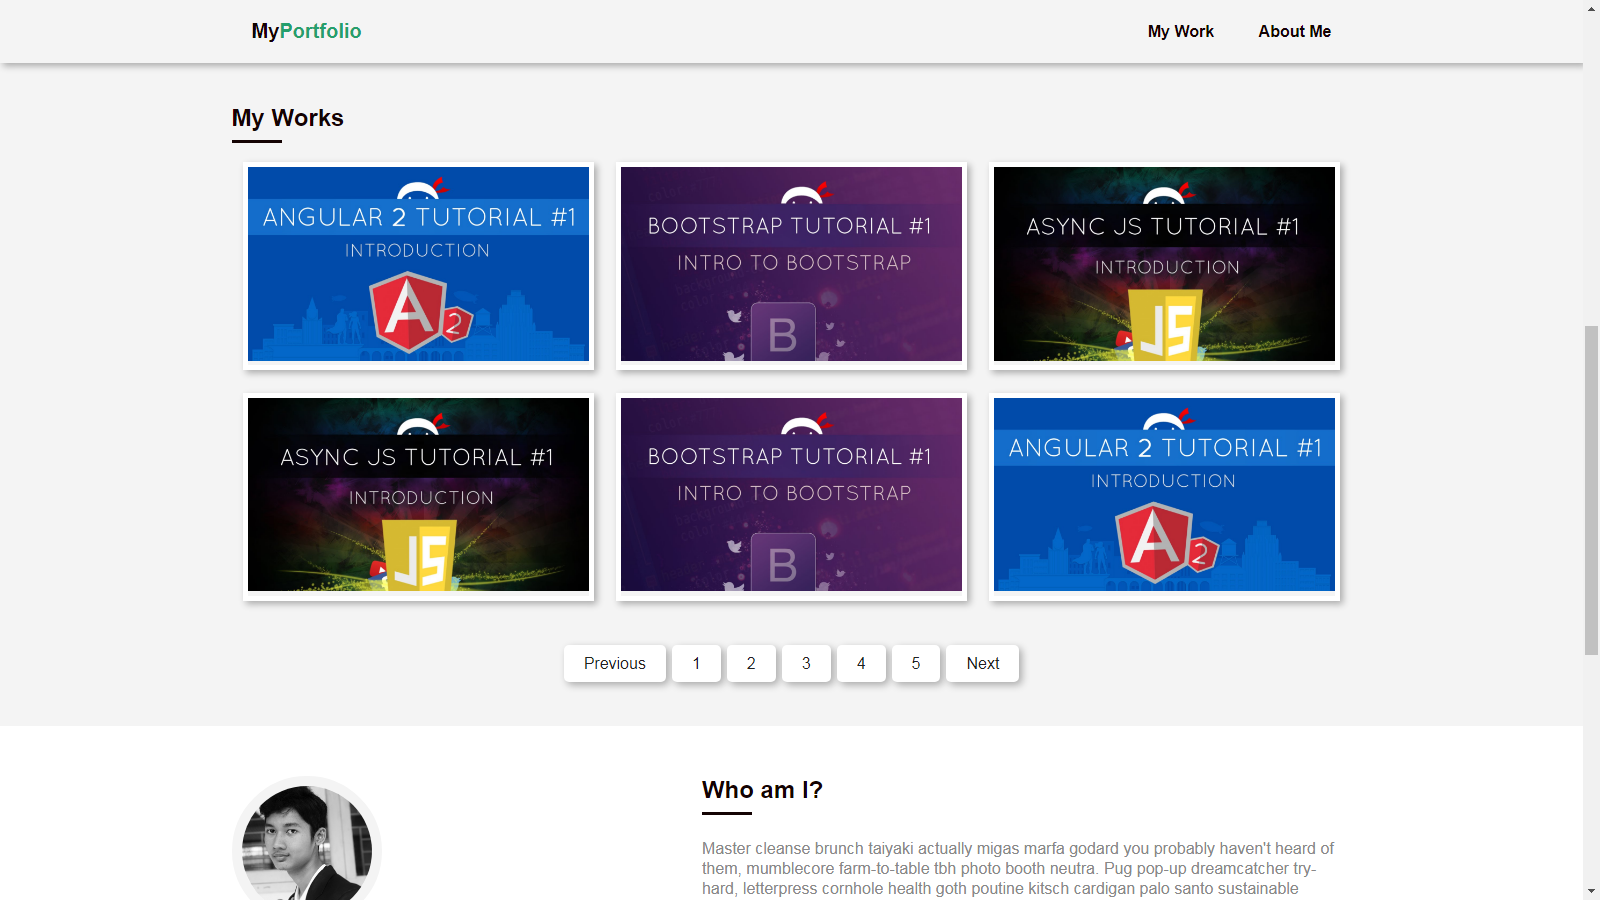 MyPortfolio
My Work
About Me
My Works
ANGULAR 2 TUTORIAL #1
INTRODUCTION
A
2
BOOTSTRAP TUTORIAL #1
INTRO TO BOOTSTRAP
B
ASYNC JS TUTORIAL #1
INTRODUCTION
JS
ASYNC JS TUTORIAL #1
INTRODUCTION
JS
BOOTSTRAP TUTORIAL #1
INTRO TO BOOTSTRAP
B
ANGULAR 2 TUTORIAL #1
INTRODUCTION
A
2
Previous 1 2 3 4 5 Next
Who am I?
Master cleanse brunch taiyaki actually migas marfa godard you probably haven't heard of
them, mumblecore farm-to-table tbh photo booth neutra. Pug pop-up dreamcatcher try-
hard, letterpress cornhole health goth poutine kitsch cardigan palo santo sustainable